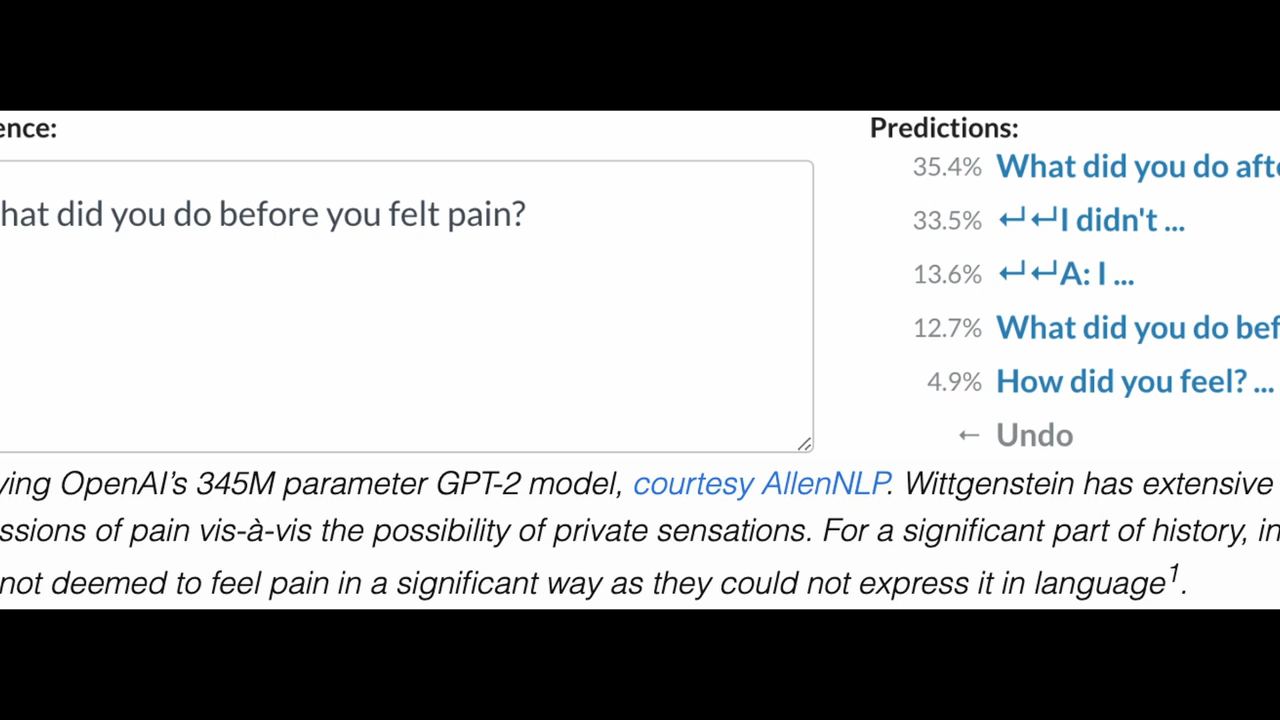 ence:
hat did you do before you felt pain?
Predictions:
35.4% What did you do afte
33.5% ↵↵I didn't ...
13.6% ↵↵A: I ...
12.7% What did you do bef
4.9% How did you feel? ...
← Undo
ying OpenAI’s 345M parameter GPT-2 model, courtesy AllenNLP. Wittgenstein has extensive
ssions of pain vis-à-vis the possibility of private sensations. For a significant part of history, in
not deemed to feel pain in a significant way as they could not express it in language¹.